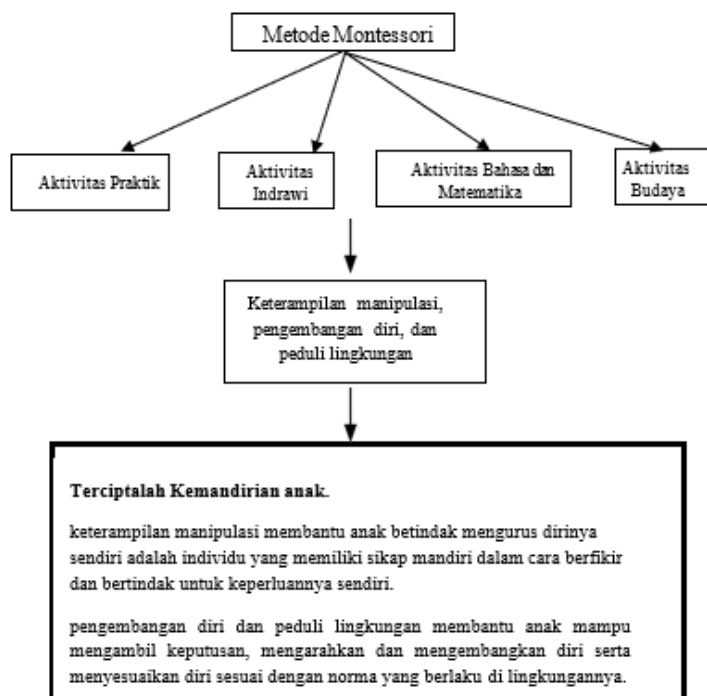 Metode Montessori
Aktivitas Praktik
Aktivitas
Indrawi
Aktivitas Bahasa dan
Matematika
Aktivitas
Budaya
Keterampilan manipulasi,
pengembangan diri, dan
peduli lingkungan
Terciptalah Kemandirian anak.
keterampilan manipulasi membantu anak betindak mengurus dirinya
sendiri adalah individu yang memiliki sikap mandiri dalam cara berfikir
dan bertindak untuk keperluannya sendiri.
pengembangan diri dan peduli lingkungan membantu anak mampu
mengambil keputusan, mengarahkan dan mengembangkan diri serta
menyesuaikan diri sesuai dengan norma yang berlaku di lingkungannya.